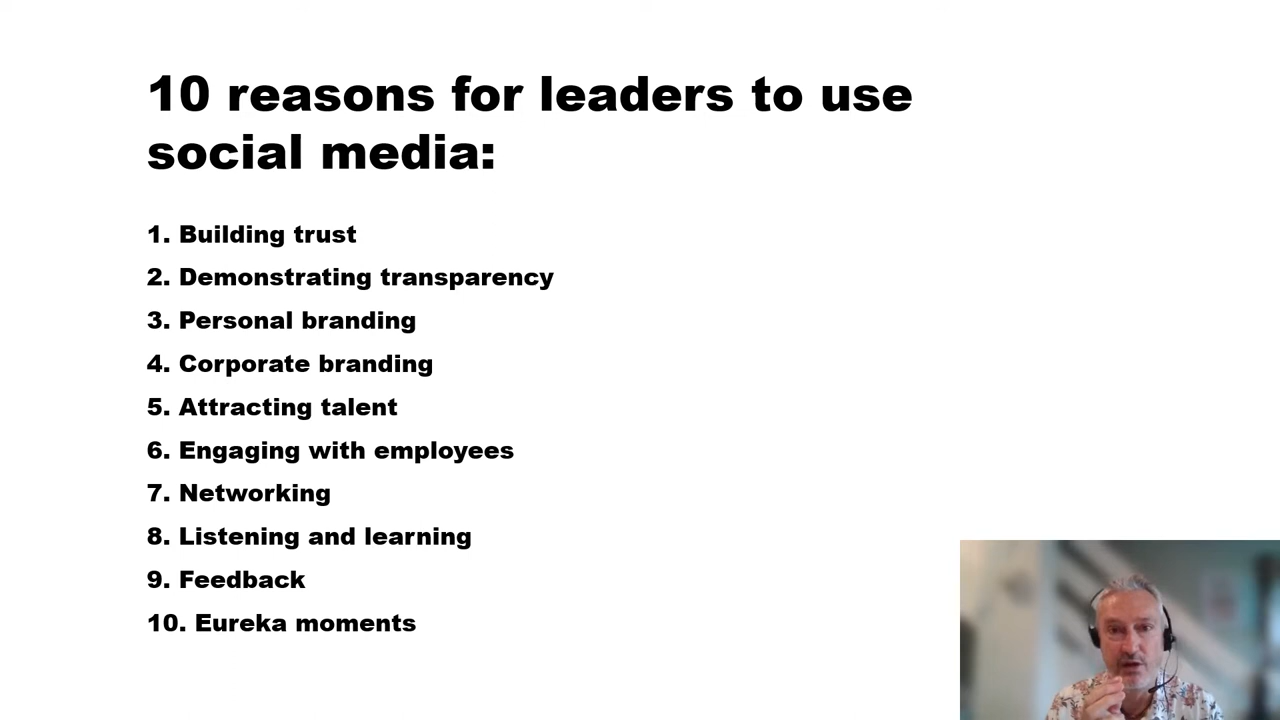 10 reasons for leaders to use
social media:
1. Building trust
2. Demonstrating transparency
3. Personal branding
4. Corporate branding
5. Attracting talent
6. Engaging with employees
7. Networking
8. Listening and learning
9. Feedback
10. Eureka moments